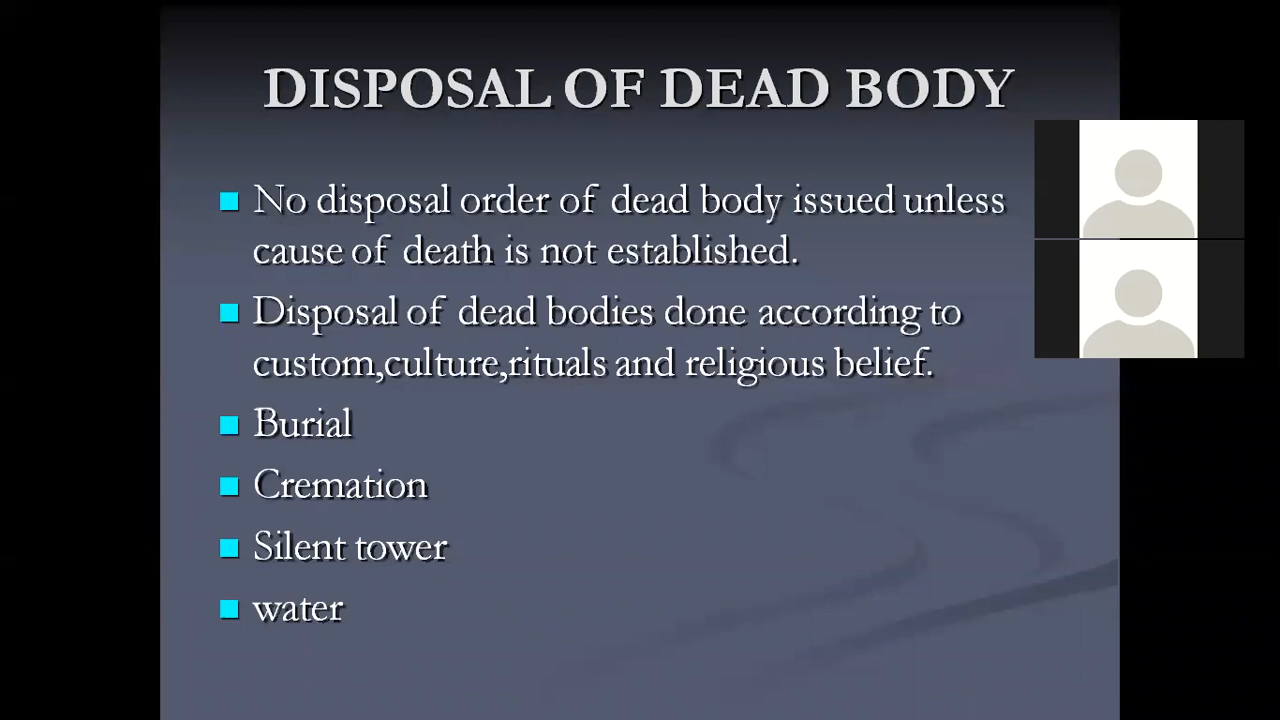 DISPOSAL OF DEAD BODY
No disposal order of dead body issued unless
cause of death is not established.
Disposal of dead bodies done according to
custom,culture,rituals and religious belief.
Burial
Cremation
Silent tower
water